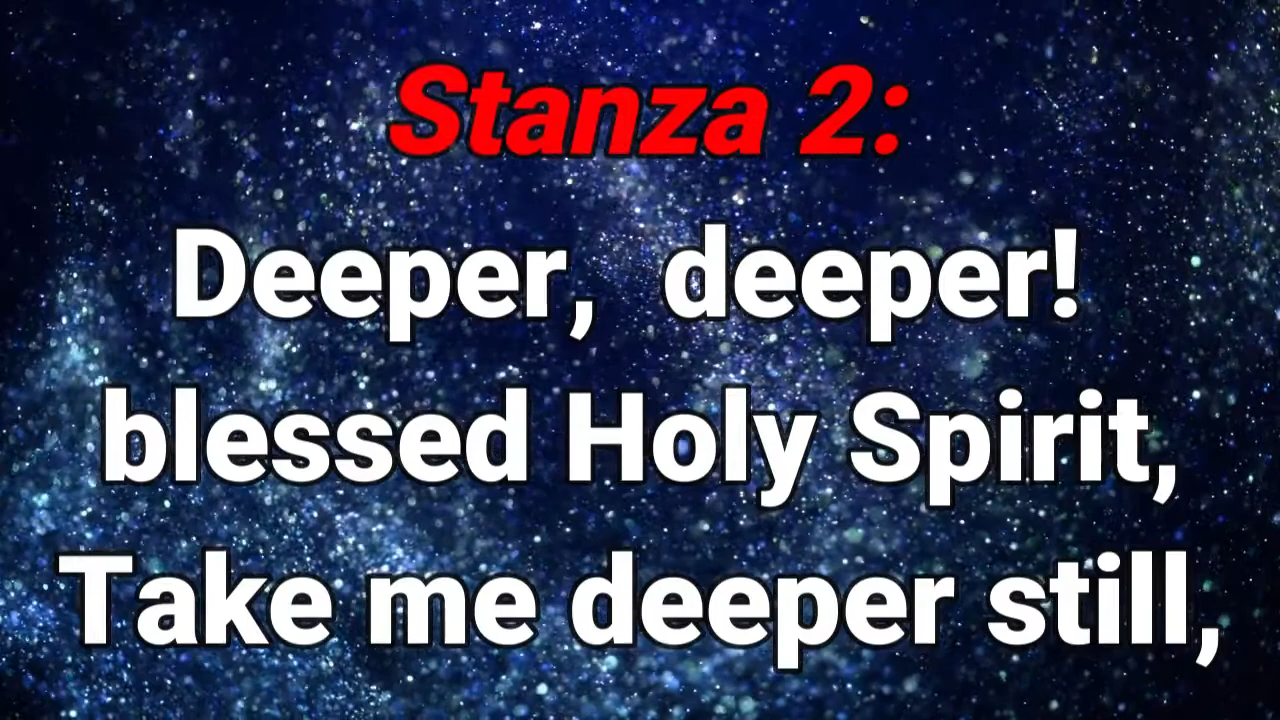 Stanza 2:
Deeper, deeper!
blessed Holy Spirit,
Take me deeper still,